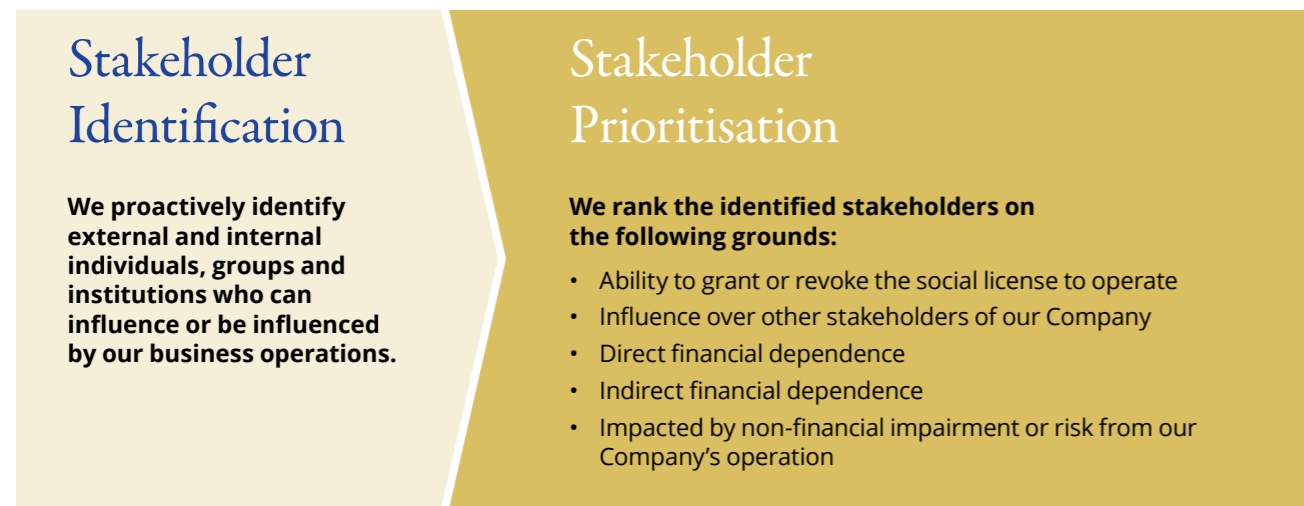 Stakeholder
Identification
We proactively identify
external and internal
individuals, groups and
institutions who can
influence or be influenced
by our business operations.
Stakeholder
Prioritisation
We rank the identified stakeholders on
the following grounds:
• Ability to grant or revoke the social license to operate
• Influence over other stakeholders of our Company
• Direct financial dependence
• Indirect financial dependence
• Impacted by non-financial impairment or risk from our
Company’s operation